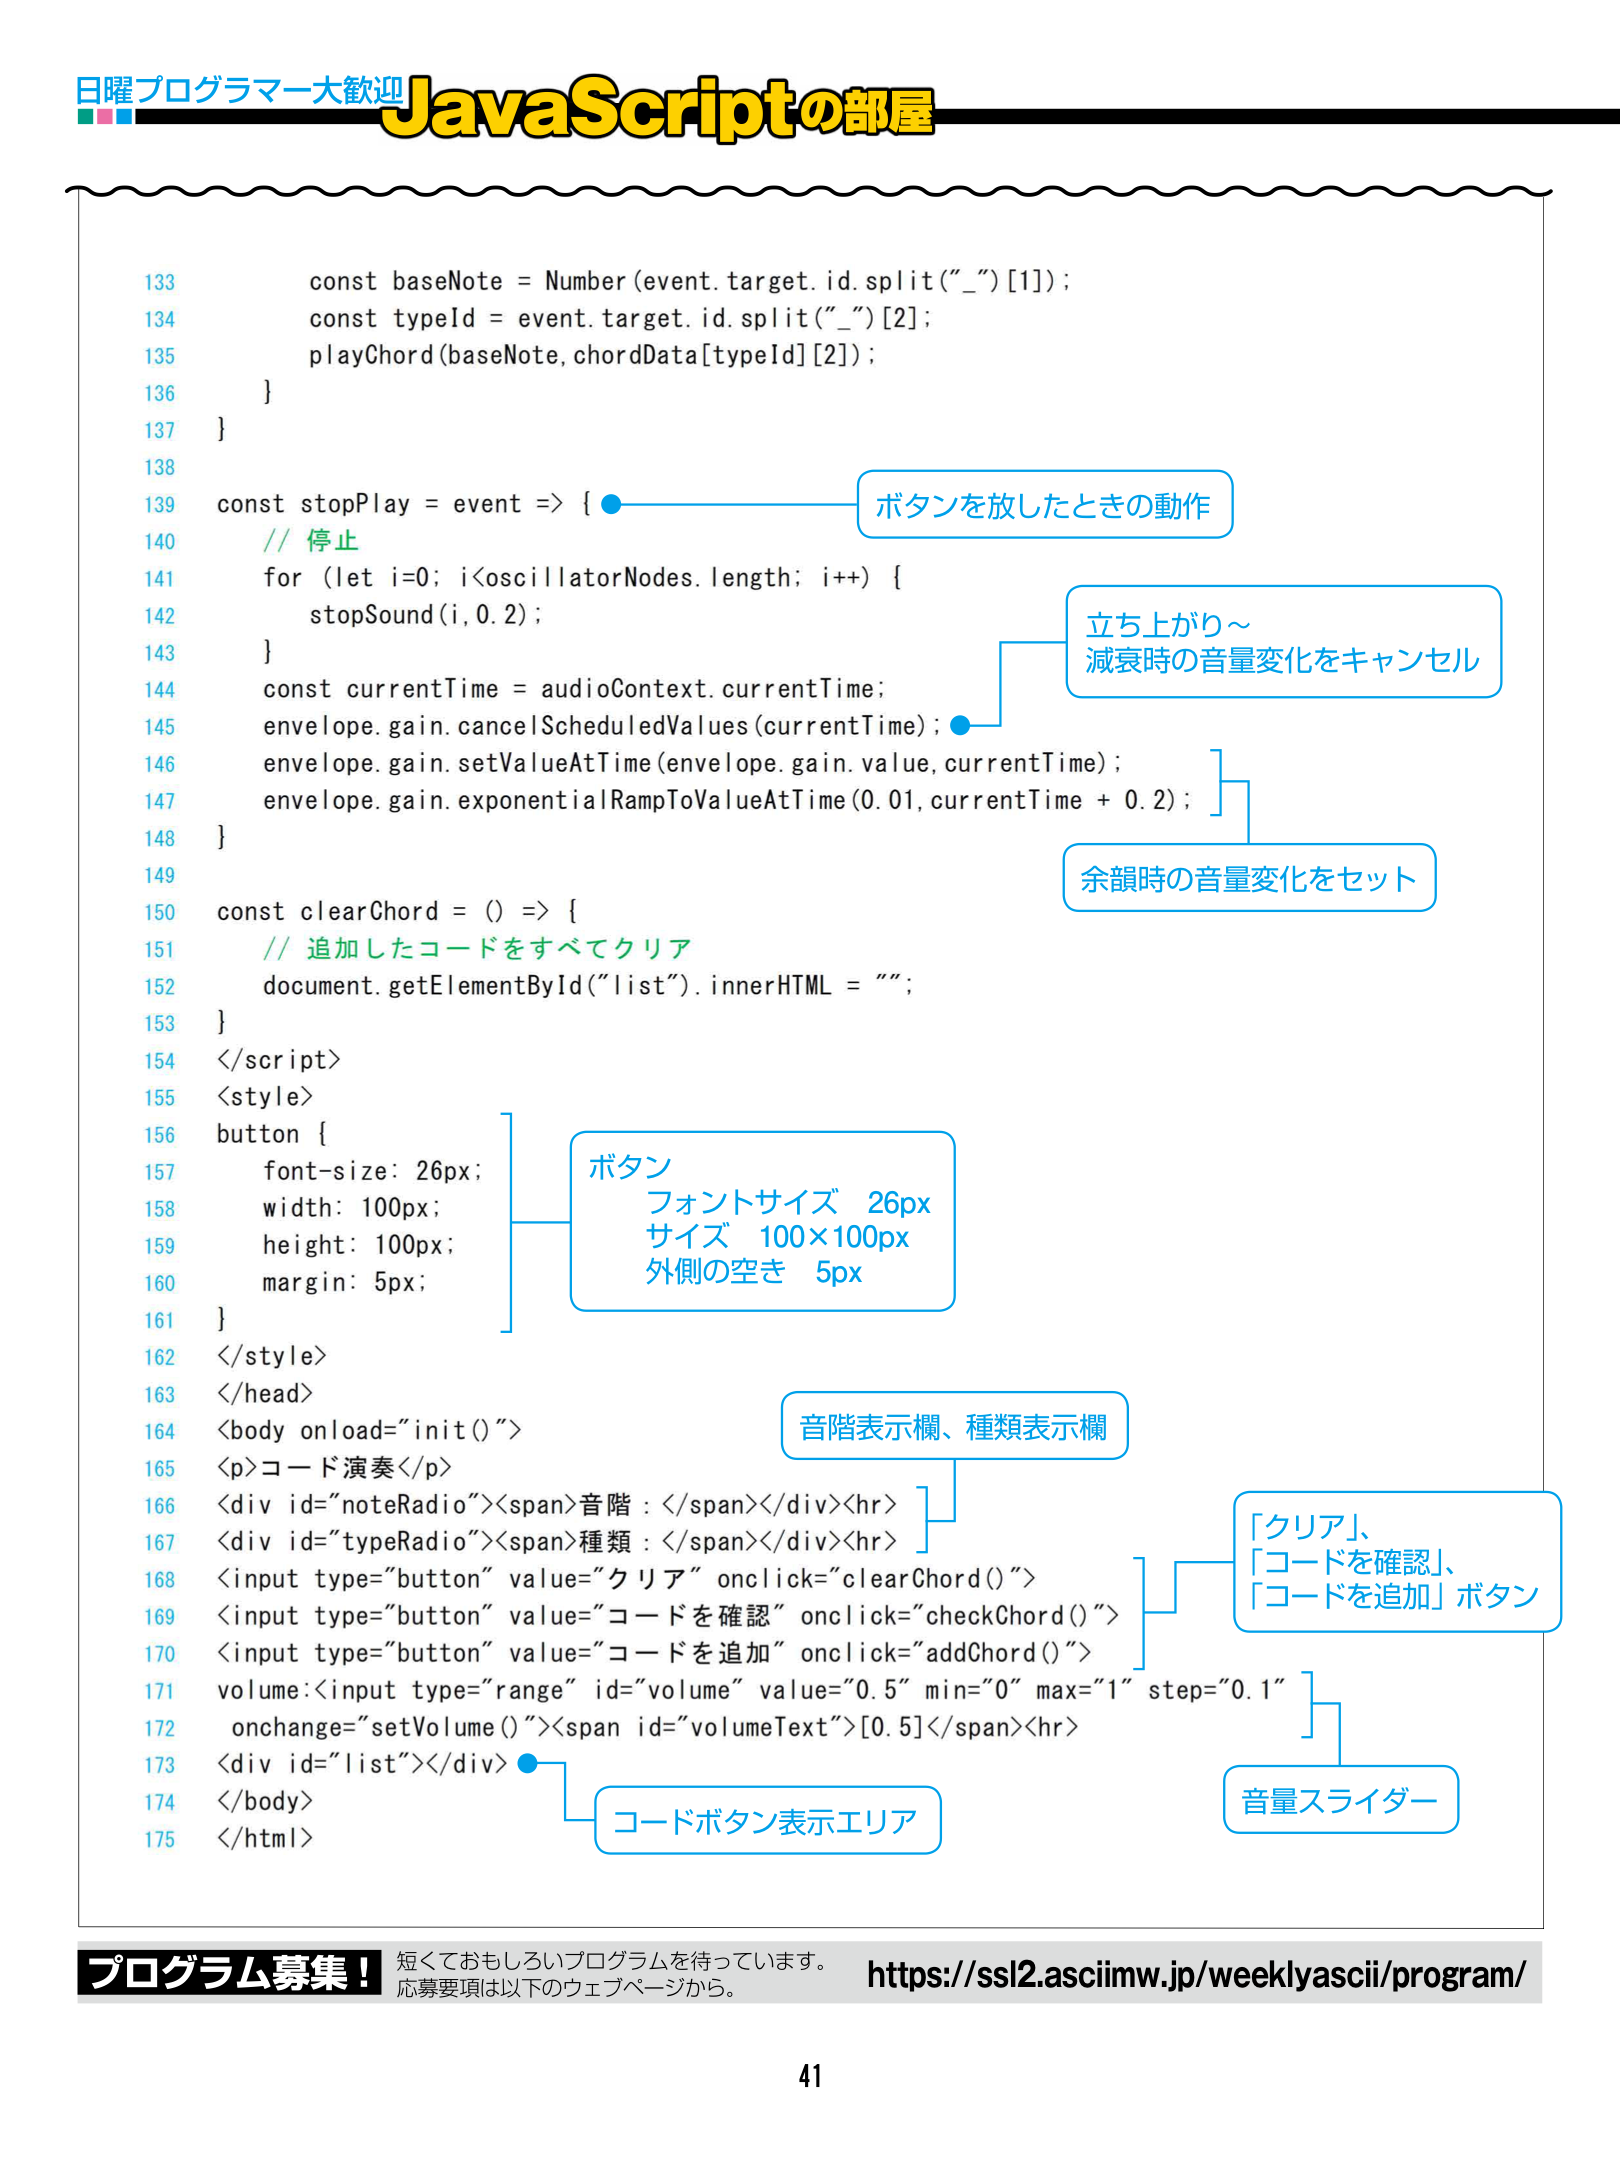 日曜プログラマー大歓迎
JavaScriptの部屋
133 const baseNote = Number(event.target.id.split("_")[1]);
134 const typeId = event.target.id.split("_")[2];
135 playChord(baseNote,chordData[typeId][2]);
136 }
137 }
138
139 const stopPlay = event => {
ボタンを放したときの動作
140 // 停止
141 for (let i=0; i<oscillatorNodes.length; i++) {
142 stopSound(i,0.2);
143 }
立ち上がり～
減衰時の音量変化をキャンセル
144 const currentTime = audioContext.currentTime;
145 envelope.gain.cancelScheduledValues(currentTime);
146 envelope.gain.setValueAtTime(envelope.gain.value,currentTime);
147 envelope.gain.exponentialRampToValueAtTime(0.01,currentTime + 0.2);
148 }
余韻時の音量変化をセット
149
150 const clearChord = () => {
151 // 追加したコードをすべてクリア
152 document.getElementById("list").innerHTML = "";
153 }
154 </script>
155 <style>
156 button {
157 font-size: 26px;
158 width: 100px;
159 height: 100px;
160 margin: 5px;
161 }
ボタン
フォントサイズ 26px
サイズ 100×100px
外側の空き 5px
162 </style>
163 </head>
164 <body onload="init()">
音階表示欄、種類表示欄
165 <p>コード演奏</p>
166 <div id="noteRadio"><span>音階：</span></div><hr>
167 <div id="typeRadio"><span>種類：</span></div><hr>
168 <input type="button" value="クリア" onclick="clearChord()">
169 <input type="button" value="コードを確認" onclick="checkChord()">
170 <input type="button" value="コードを追加" onclick="addChord()">
「クリア」、
「コードを確認」、
「コードを追加」ボタン
171 volume:<input type="range" id="volume" value="0.5" min="0" max="1" step="0.1"
172 onchange="setVolume()"><span id="volumeText">[0.5]</span><hr>
173 <div id="list"></div>
174 </body>
175 </html>
コードボタン表示エリア
音量スライダー
プログラム募集！
短くておもしろいプログラムを待っています。
応募要項は以下のウェブページから。
https://ssl2.asciimw.jp/weeklyascii/program/
41